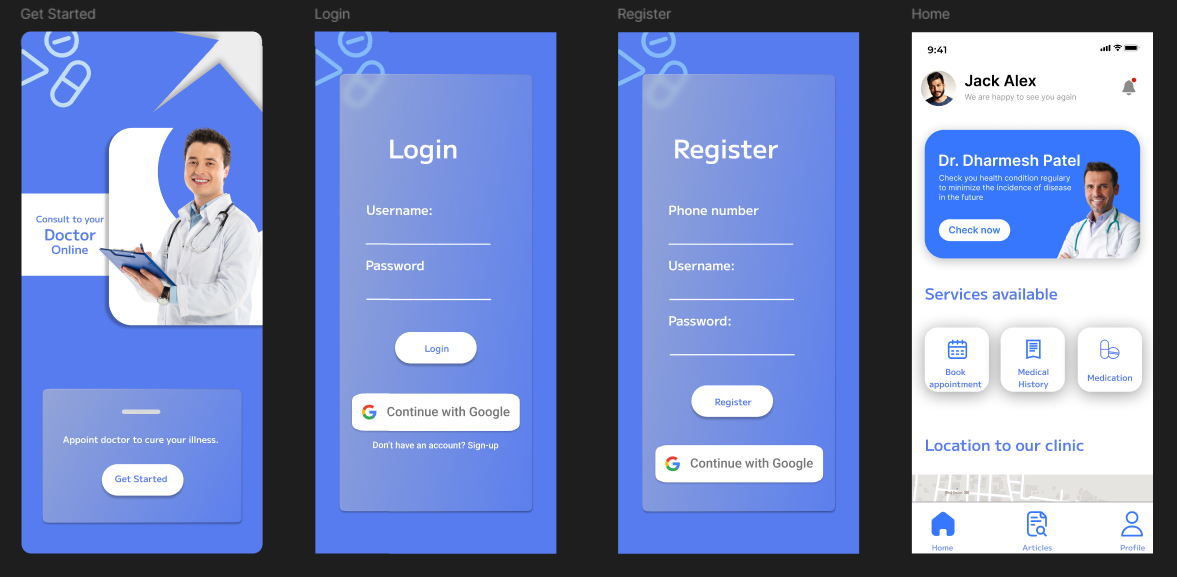 Get Started
Consult to your
Doctor
Online
Appoint doctor to cure your illness.
Get Started
Login
Login
Username:
Password
Login
Continue with Google
Don't have an account? Sign-up
Register
Register
Phone number
Username:
Password:
Register
Continue with Google
Home
9:41
Jack Alex
We are happy to see you again
Dr. Dharmesh Patel
Check you health condition regulary
to minimize the incidence of disease
in the future
Check now
Services available
Book
appointment
Medical
History
Medication
Location to our clinic
Home
Articles
Profile